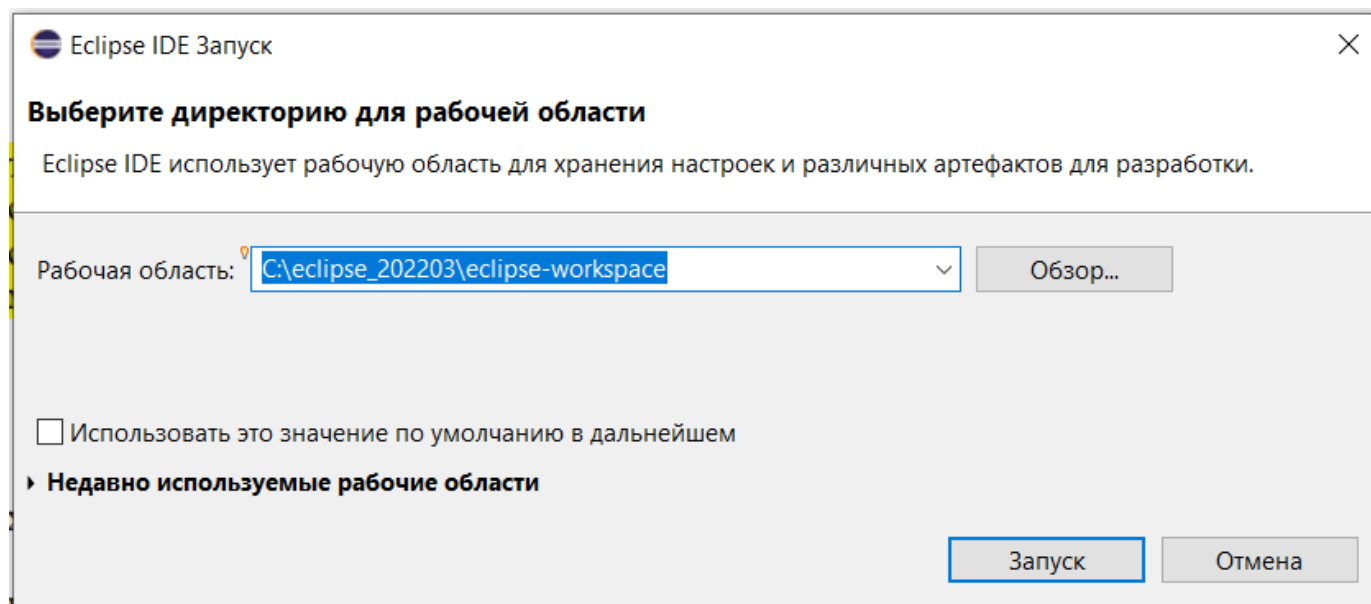 Eclipse IDE Запуск
Выберите директорию для рабочей области
Eclipse IDE использует рабочую область для хранения настроек и различных артефактов для разработки.
Рабочая область: C:\eclipse_202203\eclipse-workspace Обзор...
Использовать это значение по умолчанию в дальнейшем
Недавно используемые рабочие области
Запуск Отмена